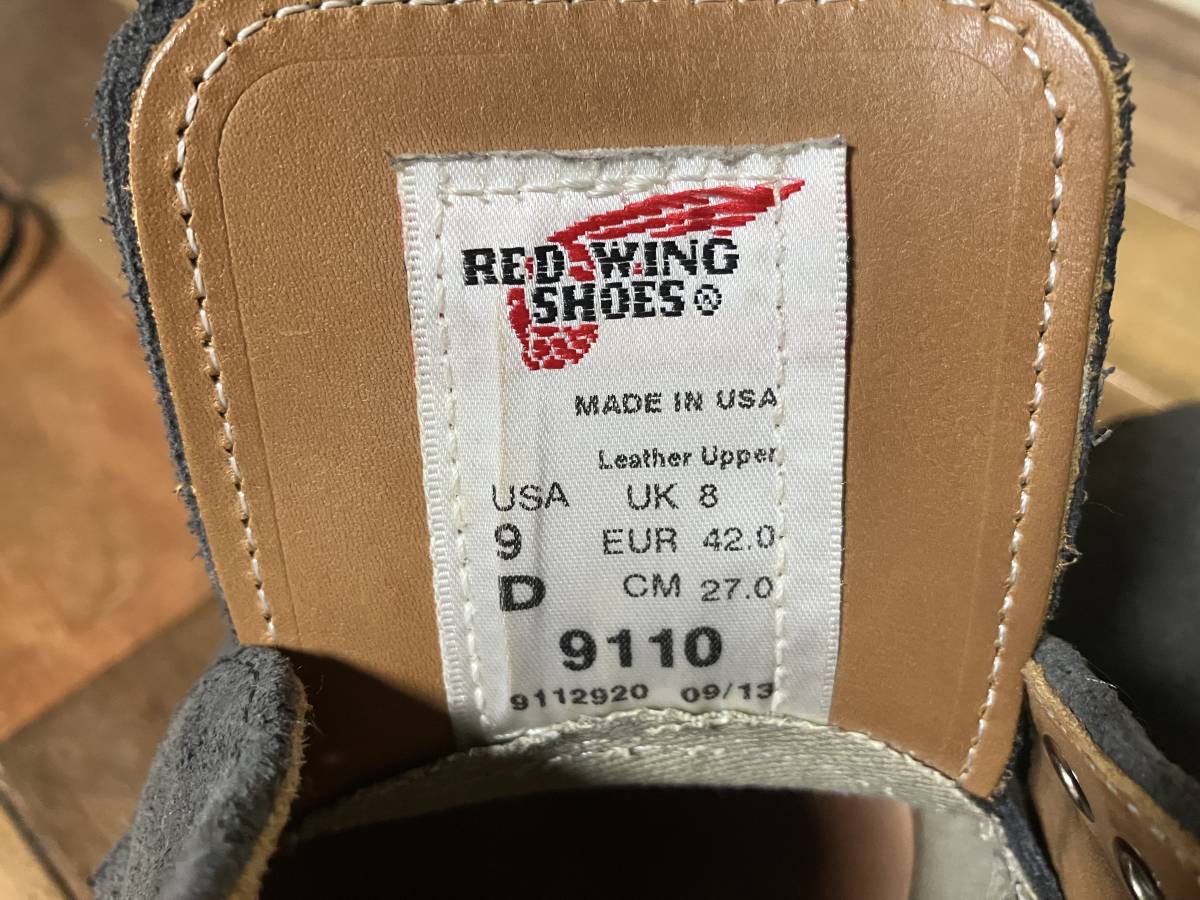 RED WING
SHOES®
MADE IN USA
Leather Upper
USA UK 8
9 EUR 42.0
D CM 27.0
9110
9112920 09/13